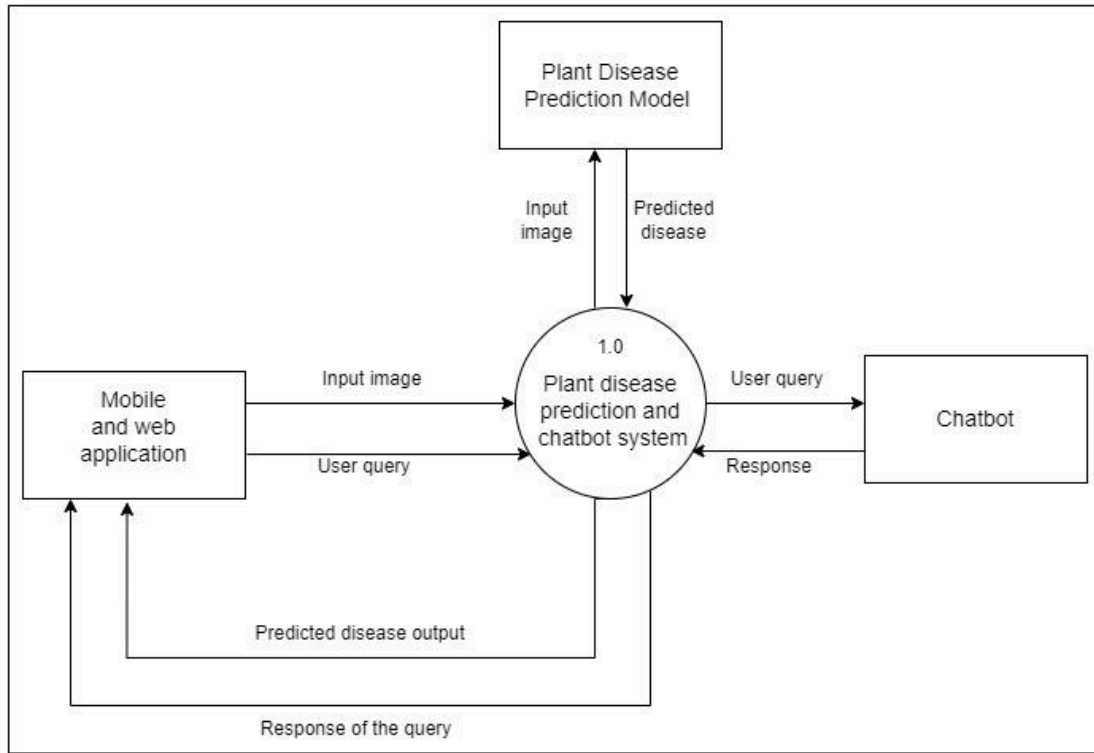 Plant Disease
Prediction Model
Input
image
Predicted
disease
1.0
Plant disease
prediction and
chatbot system
Mobile
and web
application
Input image
User query
User query
Response
Chatbot
Predicted disease output
Response of the query